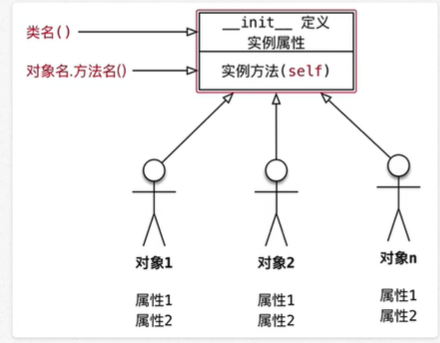 类名()
__init__ 定义
实例属性
对象名.方法名()
实例方法(self)
对象1
对象2
对象n
属性1
属性2
属性1
属性2
属性1
属性2